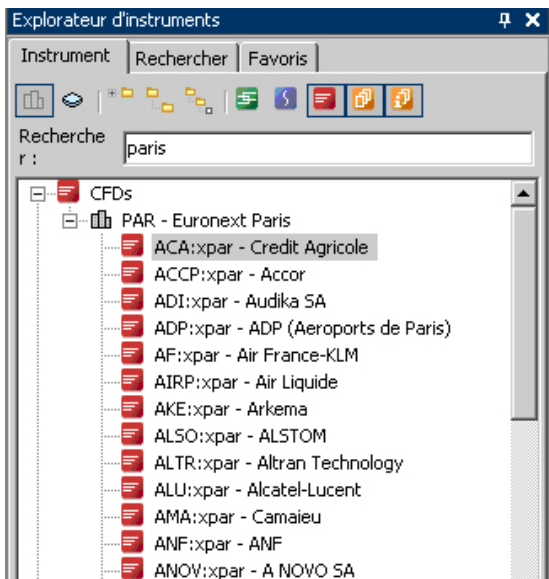 Explorateur d'instruments
Instrument Rechercher Favoris
Recherche
r : paris
CFDs
PAR - Euronext Paris
ACA:xpar - Credit Agricole
ACCP:xpar - Accor
ADI:xpar - Audika SA
ADP:xpar - ADP (Aeroports de Paris)
AF:xpar - Air France-KLM
AIRP:xpar - Air Liquide
AKE:xpar - Arkema
ALSO:xpar - ALSTOM
ALTR:xpar - Altran Technology
ALU:xpar - Alcatel-Lucent
AMA:xpar - Camaieu
ANF:xpar - ANF
ANOV:xpar - A NOVO SA